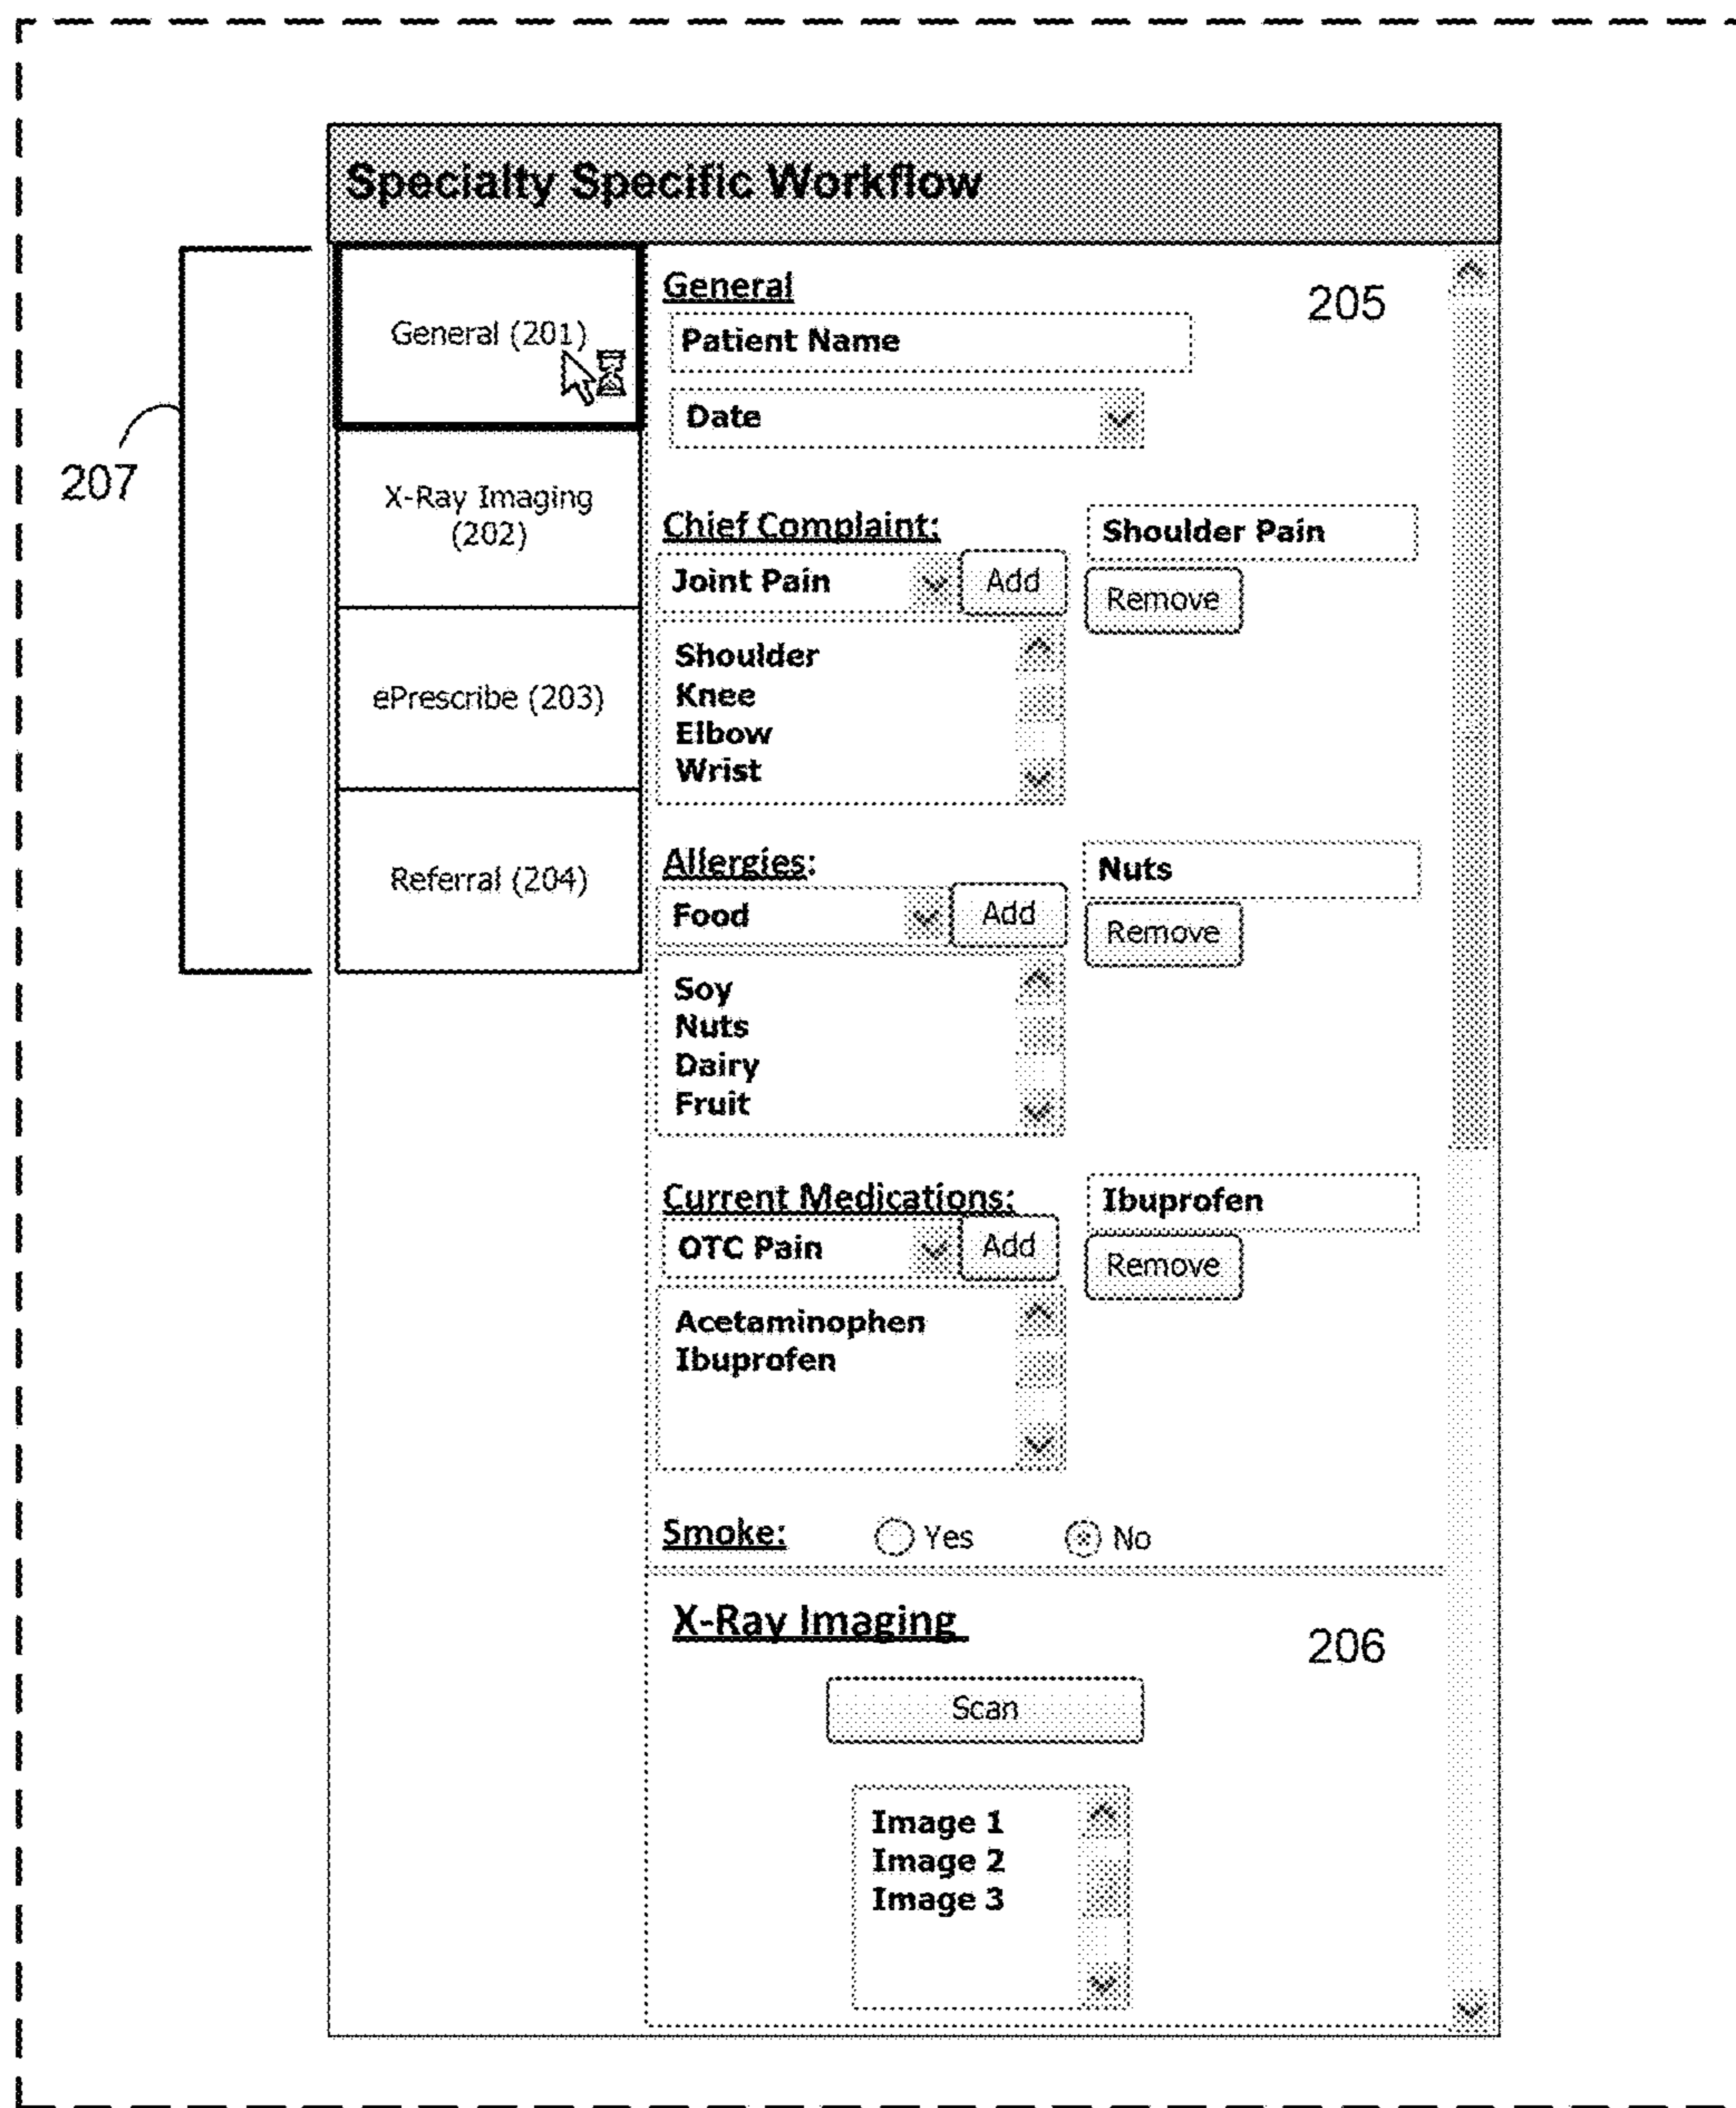 Specialty Specific Workflow
207
General (201)
X-Ray Imaging
(202)
ePrescribe (203)
Referral (204)
General
205
Patient Name
Date
Chief Complaint:
Shoulder Pain
Joint Pain
Add
Remove
Shoulder
Knee
Elbow
Wrist
Allergies:
Nuts
Food
Add
Remove
Soy
Nuts
Dairy
Fruit
Current Medications:
Ibuprofen
OTC Pain
Add
Remove
Acetaminophen
Ibuprofen
Smoke: Yes No
X-Ray Imaging
206
Scan
Image 1
Image 2
Image 3